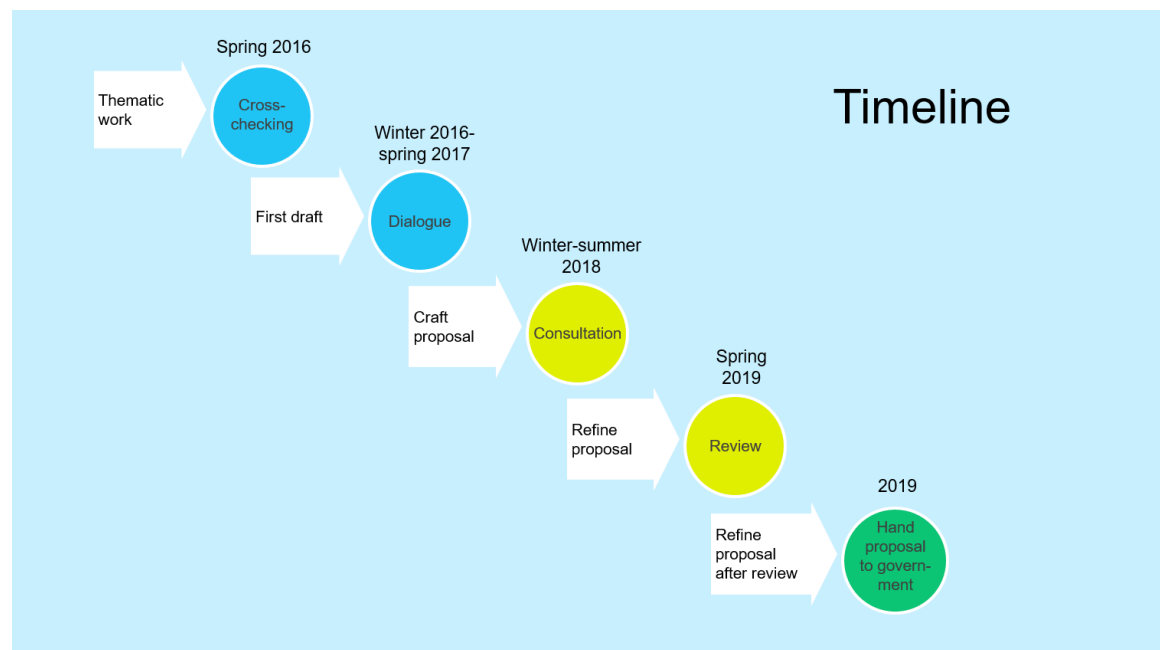 Timeline
Spring 2016
Thematic
work
Cross-
checking
Winter 2016-
spring 2017
First draft
Dialogue
Winter-summer
2018
Craft
proposal
Consultation
Spring
2019
Refine
proposal
Review
2019
Refine
proposal
after review
Hand
proposal
to govern-
ment